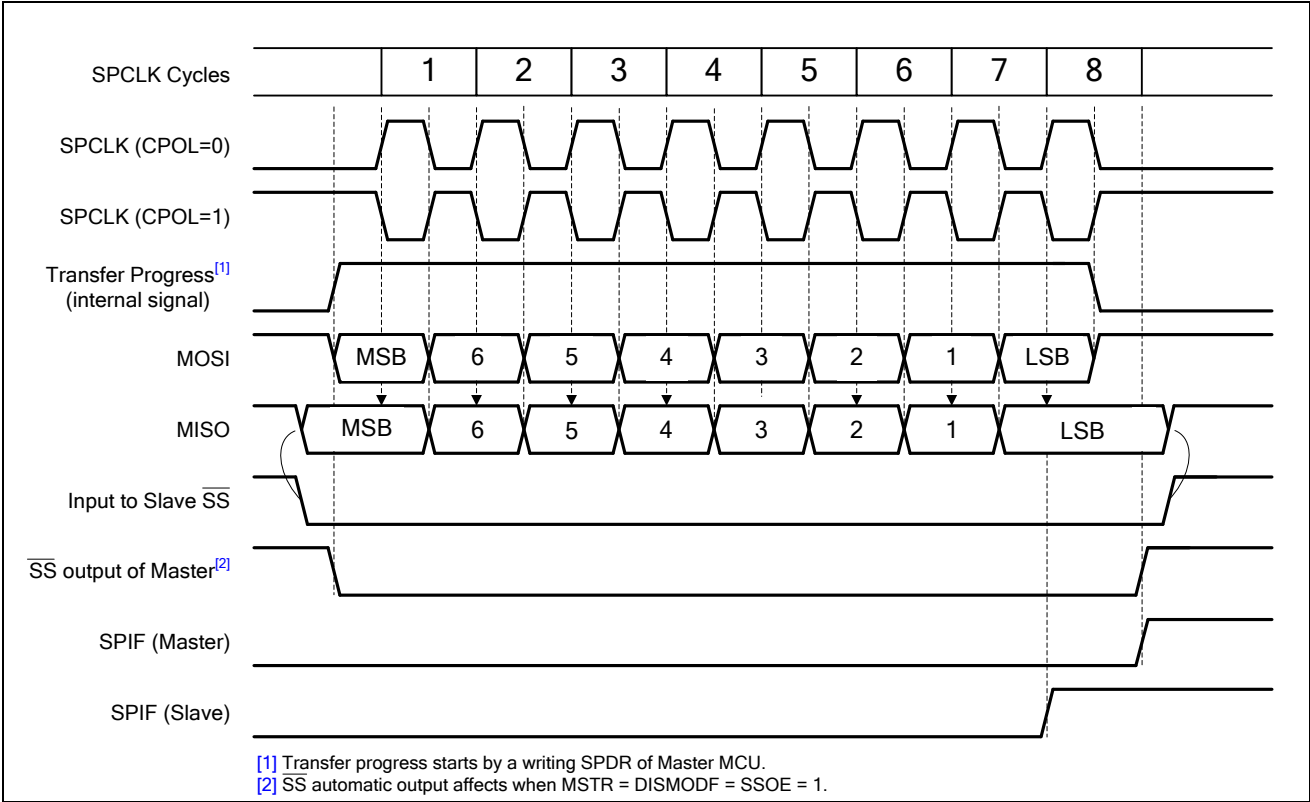 SPCLK Cycles 1 2 3 4 5 6 7 8
SPCLK (CPOL=0)
SPCLK (CPOL=1)
Transfer Progress[1]
(internal signal)
MOSI MSB 6 5 4 3 2 1 LSB
MISO MSB 6 5 4 3 2 1 LSB
Input to Slave S̅S̅
S̅S̅ output of Master[2]
SPIF (Master)
SPIF (Slave)
[1] Transfer progress starts by a writing SPDR of Master MCU.
[2] S̅S̅ automatic output affects when MSTR = DISMODF = SSOE = 1.